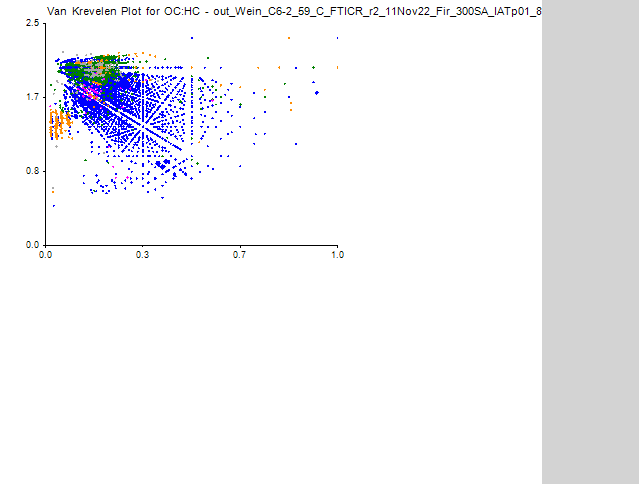 Van Krevelen Plot for OC:HC - out_Wein_C6-2_59_C_FTICR_r2_11Nov22_Fir_300SA_IATp01_8
2.5
1.7
0.8
0.0
0.0 0.3 0.7 1.0